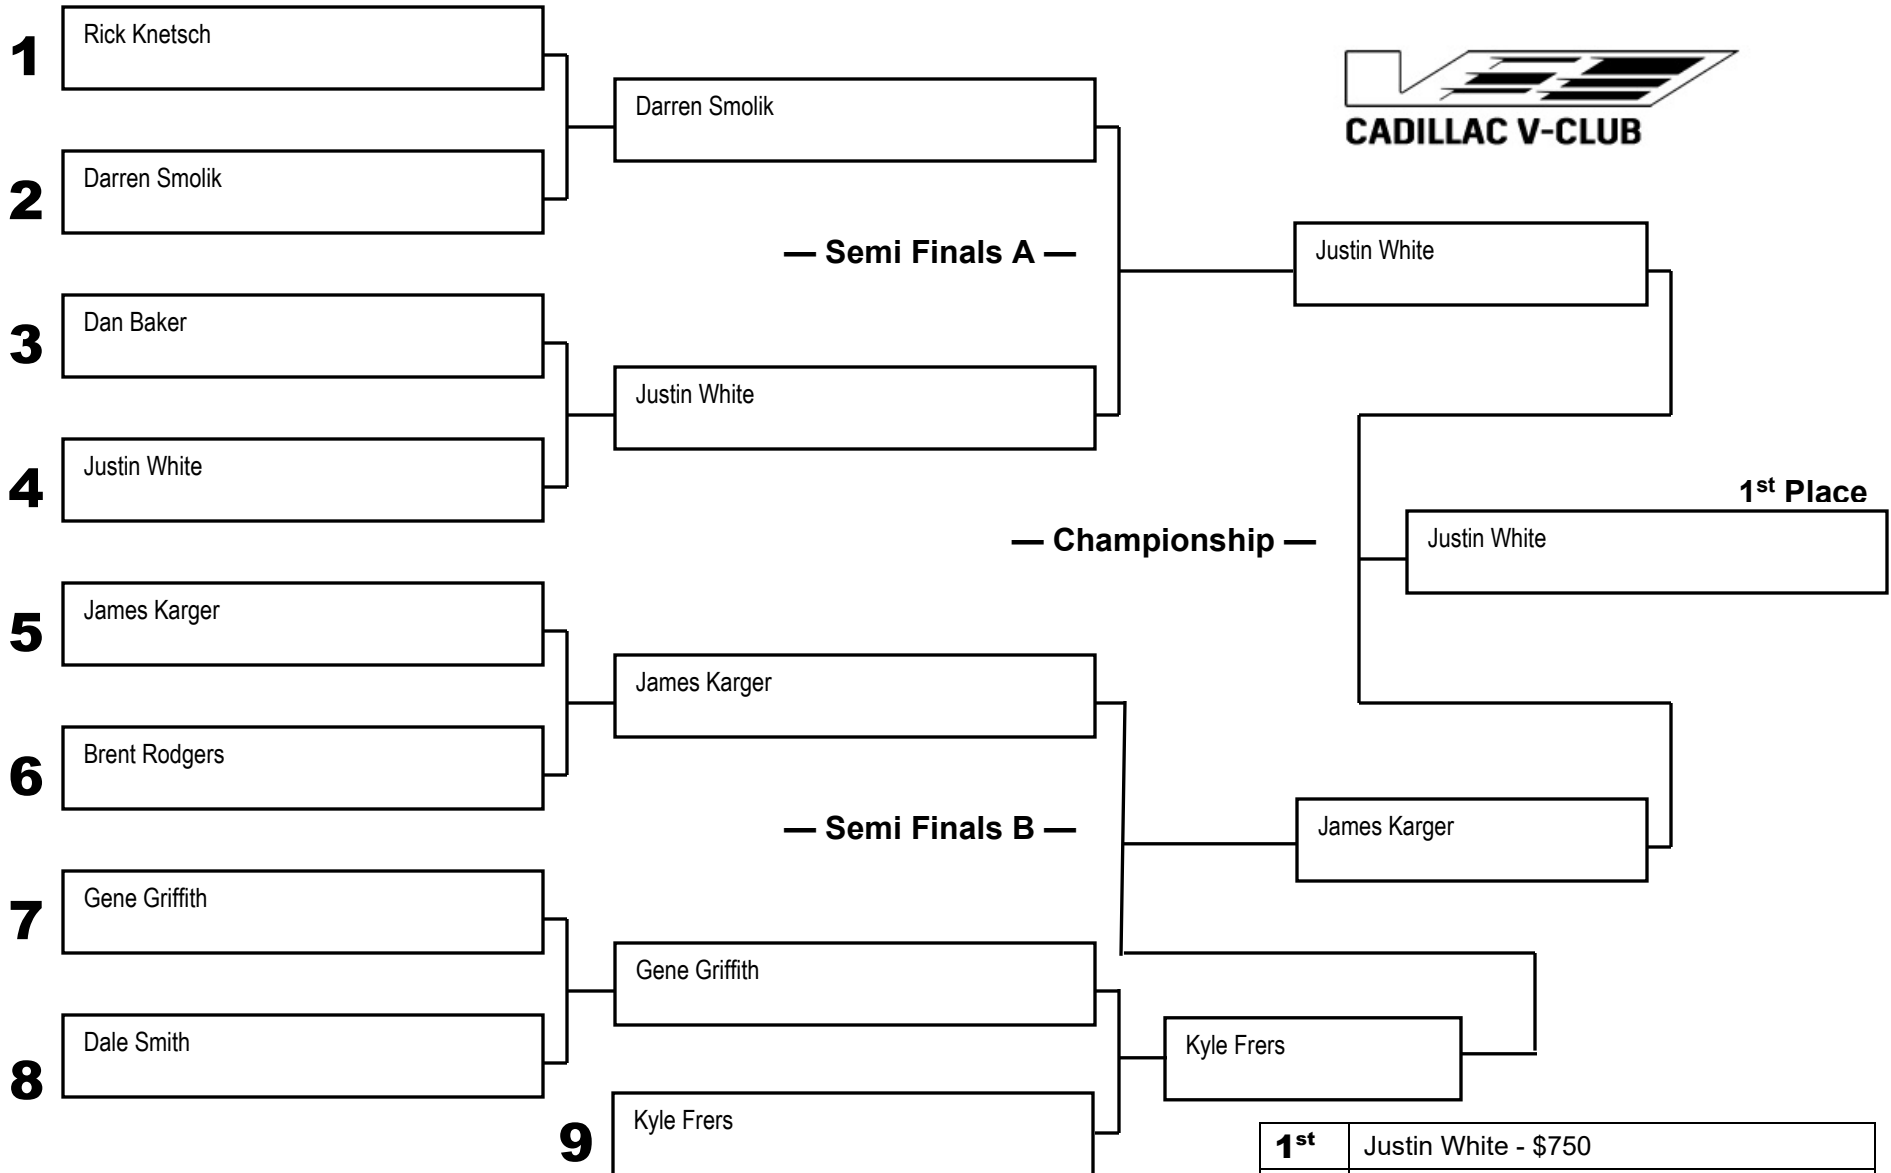 1
Rick Knetsch
Darren Smolik
CADILLAC V-CLUB
2
Darren Smolik
— Semi Finals A —
Justin White
3
Dan Baker
Justin White
4
Justin White
1st Place
— Championship —
Justin White
5
James Karger
James Karger
6
Brent Rodgers
— Semi Finals B —
James Karger
7
Gene Griffith
Gene Griffith
8
Dale Smith
Kyle Frers
9
Kyle Frers
1st
Justin White - $750